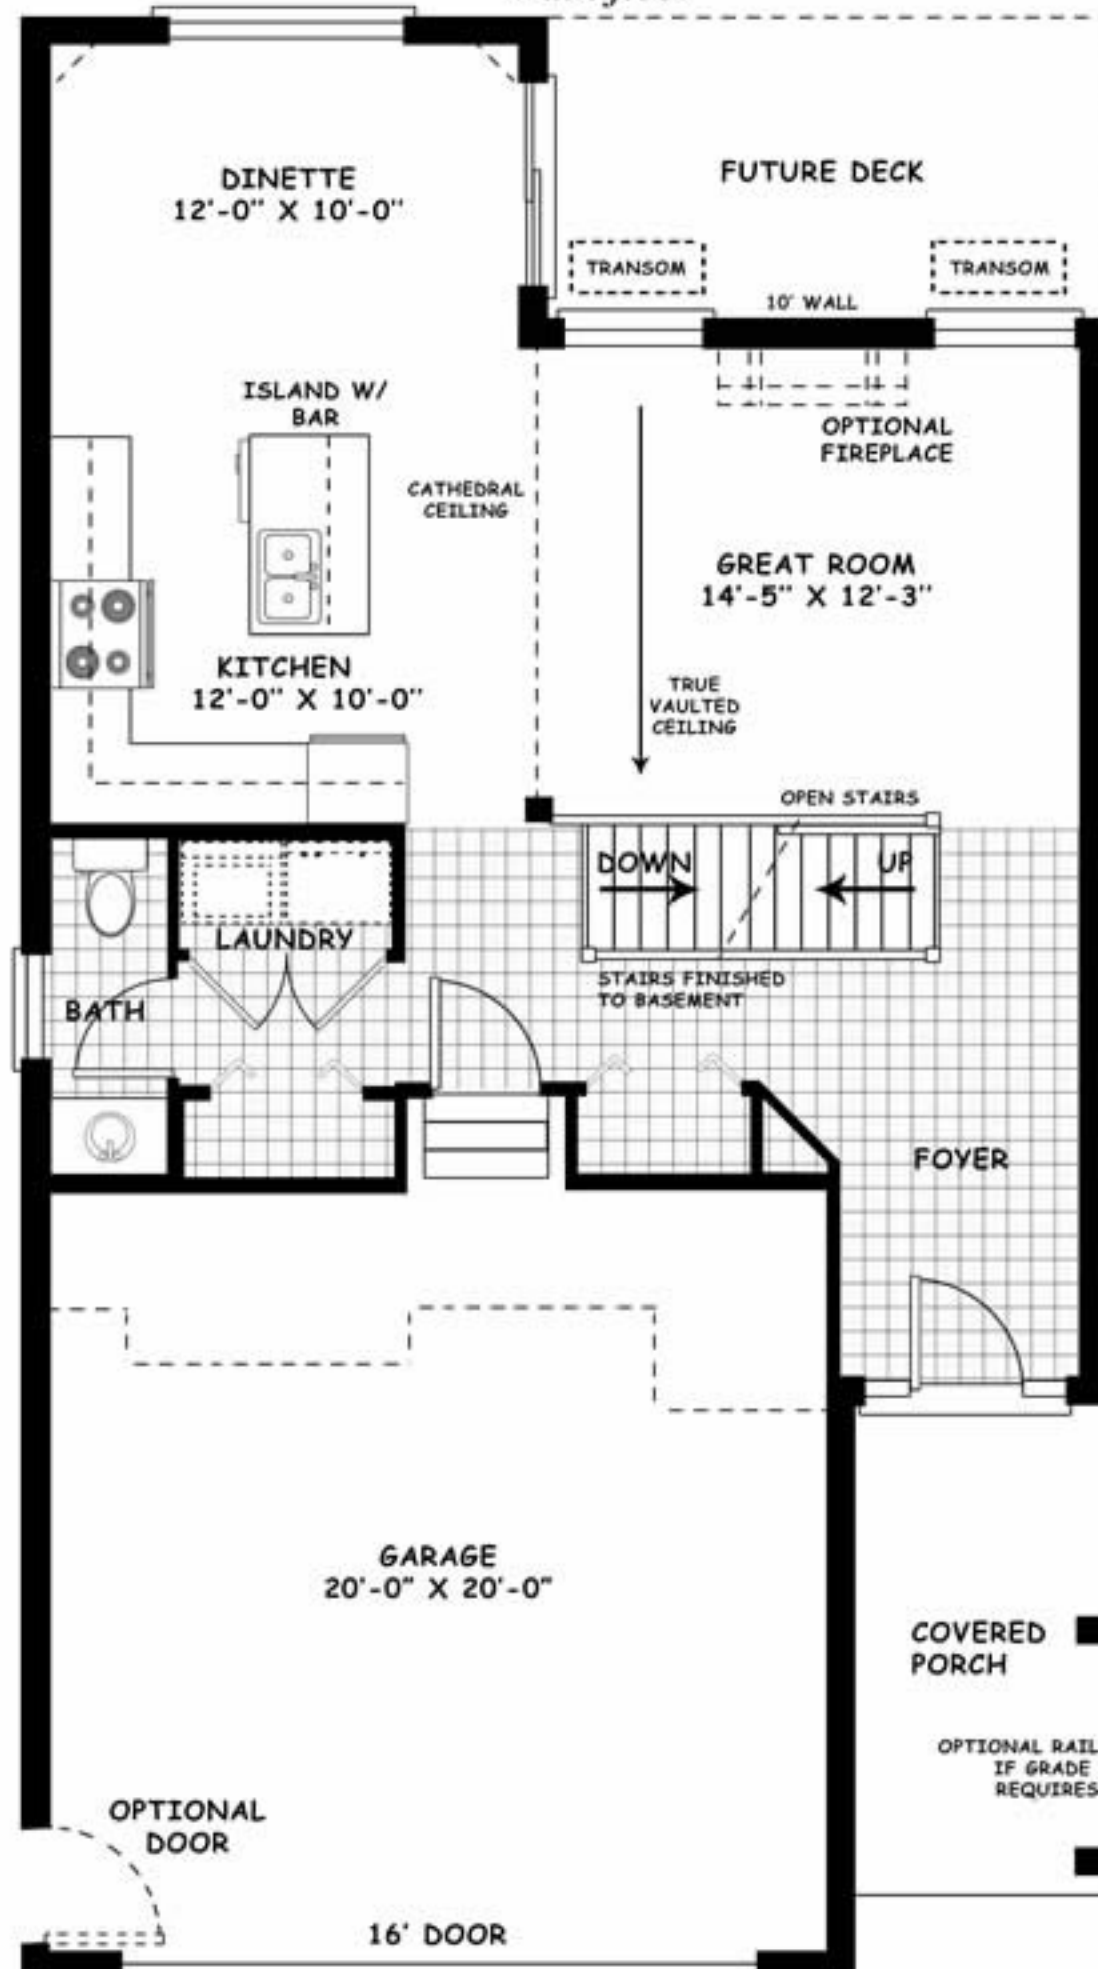 DINETTE
12'-0" X 10'-0"
FUTURE DECK
TRANSOM
TRANSOM
10' WALL
ISLAND W/
BAR
OPTIONAL
FIREPLACE
CATHEDRAL
CEILING
GREAT ROOM
14'-5" X 12'-3"
KITCHEN
12'-0" X 10'-0"
TRUE
VAULTED
CEILING
OPEN STAIRS
DOWN
UP
LAUNDRY
STAIRS FINISHED
TO BASEMENT
BATH
FOYER
GARAGE
20'-0" X 20'-0"
COVERED
PORCH
OPTIONAL RAIL
IF GRADE
REQUIRES
OPTIONAL
DOOR
16' DOOR